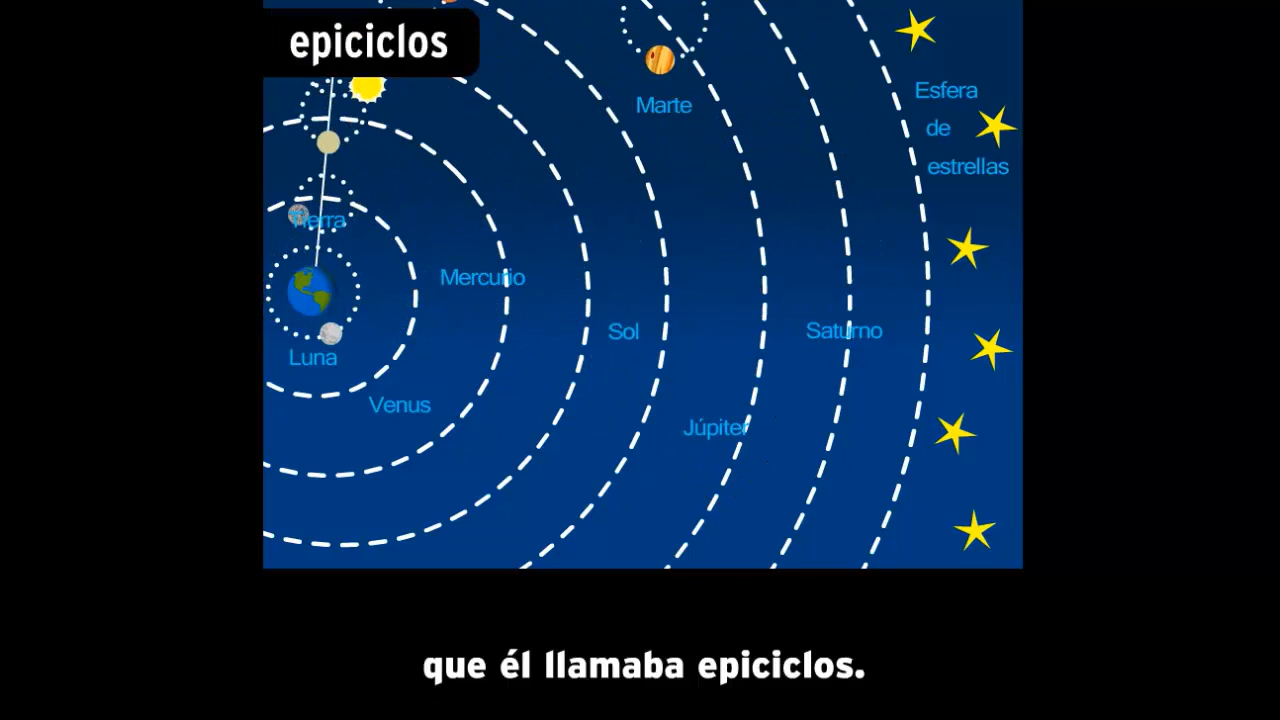 epiciclos
Esfera
de
estrellas
Marte
Tierra
Mercurio
Sol
Saturno
Luna
Venus
Júpiter
que él llamaba epiciclos.